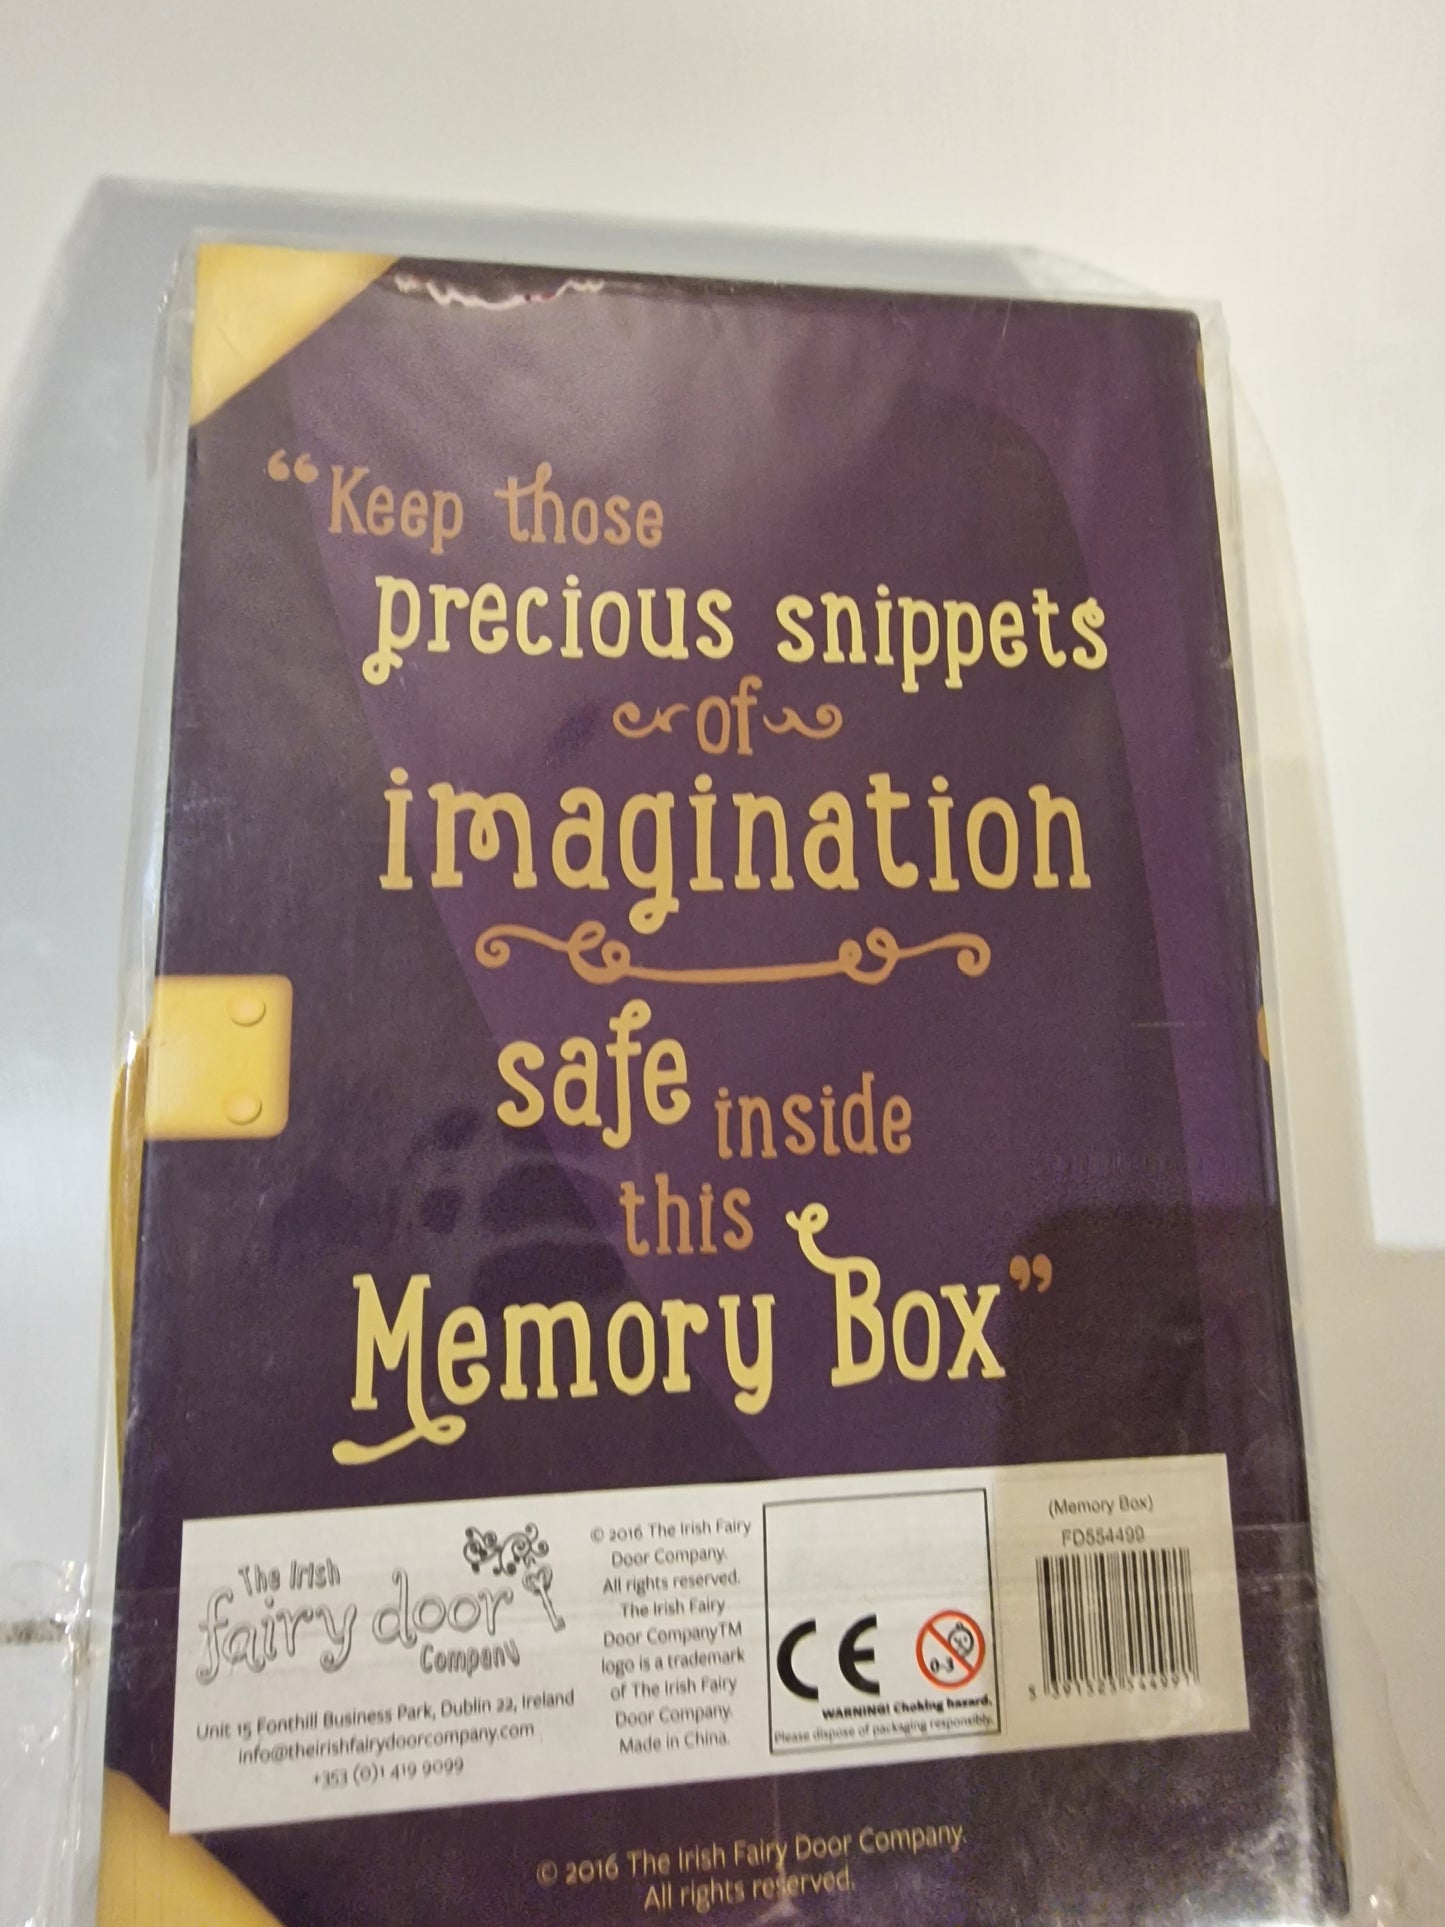 “Keep those
precious snippets
of
imagination
safe inside
this
Memory Box”
The Irish
fairy door
Company
Unit 15 Fonthill Business Park, Dublin 22, Ireland
info@theirishfairydoorcompany.com
+353 (0)1 419 9099
© 2016 The Irish Fairy
Door Company.
All rights reserved.
The Irish Fairy
Door Company™
logo is a trademark
of The Irish Fairy
Door Company.
Made in China.
CE
0-3
WARNING! Choking hazard.
Please dispose of packaging responsibly.
(Memory Box)
FD554499
5 391525 544991
© 2016 The Irish Fairy Door Company.
All rights reserved.